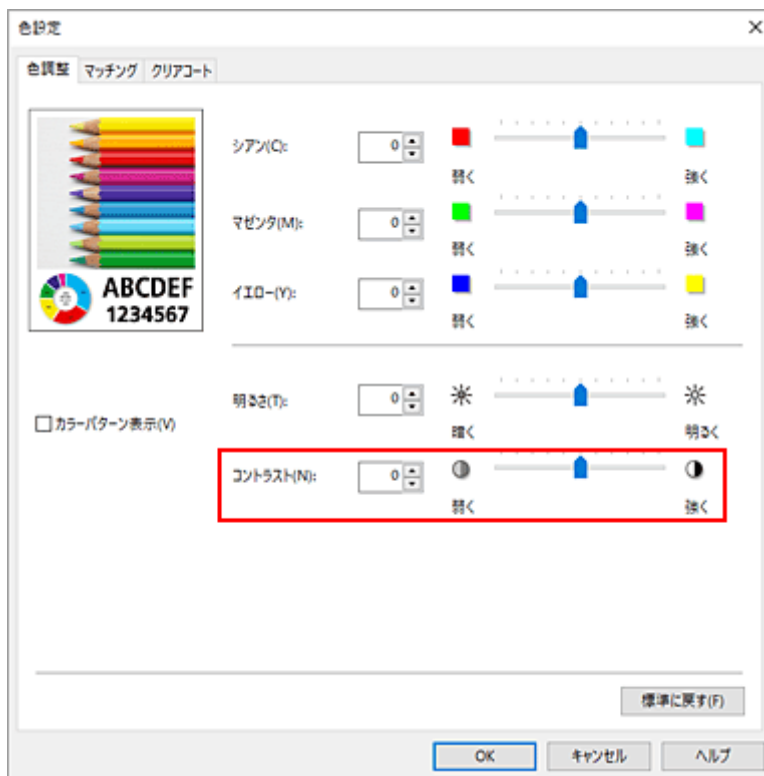 色設定
色調整 マッチング クリアコート
シアン(C): 0
弱く 強く
マゼンタ(M): 0
弱く 強く
イエロー(Y): 0
弱く 強く
ABCDEF
1234567
カラーパターン表示(V)
明るさ(T): 0
暗く 明るく
コントラスト(N): 0
弱く 強く
標準に戻す(F)
OK キャンセル ヘルプ